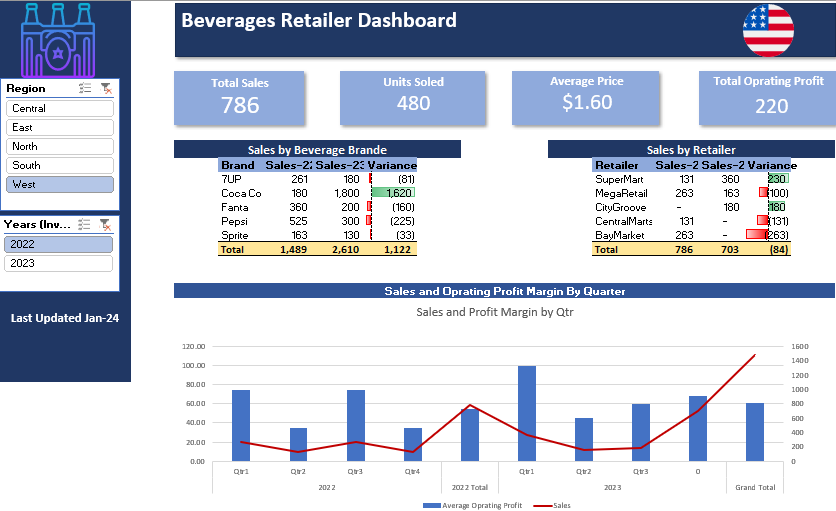 Beverages Retailer Dashboard
Region
Central
East
North
South
West
Years (Inv...
2022
2023
Last Updated Jan-24
Total Sales
786
Units Soled
480
Average Price
$1.60
Total Oprating Profit
220
Sales by Beverage Brande
Brand Sales-22 Sales-23 Variance
7UP 261 180 (81)
Coca Co 180 1,800 1,620
Fanta 360 200 (160)
Pepsi 525 300 (225)
Sprite 163 130 (33)
Total 1,489 2,610 1,122
Sales by Retailer
Retailer Sales-2 Sales-2 Variance
SuperMart 131 360 230
MegaRetail 263 163 (100)
CityGroove - 180 180
CentralMarts 131 - (131)
BayMarket 263 - (263)
Total 786 703 (84)
Sales and Oprating Profit Margin By Quarter
Sales and Profit Margin by Qtr
120.00 1600
1400
100.00
1200
80.00
1000
60.00 800
600
40.00
400
20.00
200
0.00 0
Qtr1 Qtr2 Qtr3 Qtr4 Qtr1 Qtr2 Qtr3 0
2022 2022 Total 2023 Grand Total
Average Oprating Profit Sales